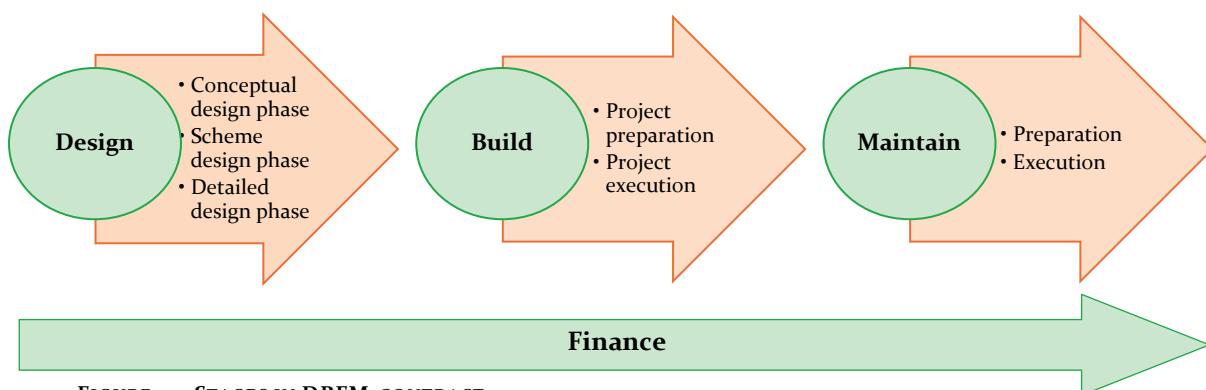 Design
• Conceptual
design phase
• Scheme
design phase
• Detailed
design phase
Build
• Project
preparation
• Project
execution
Maintain
• Preparation
• Execution
Finance